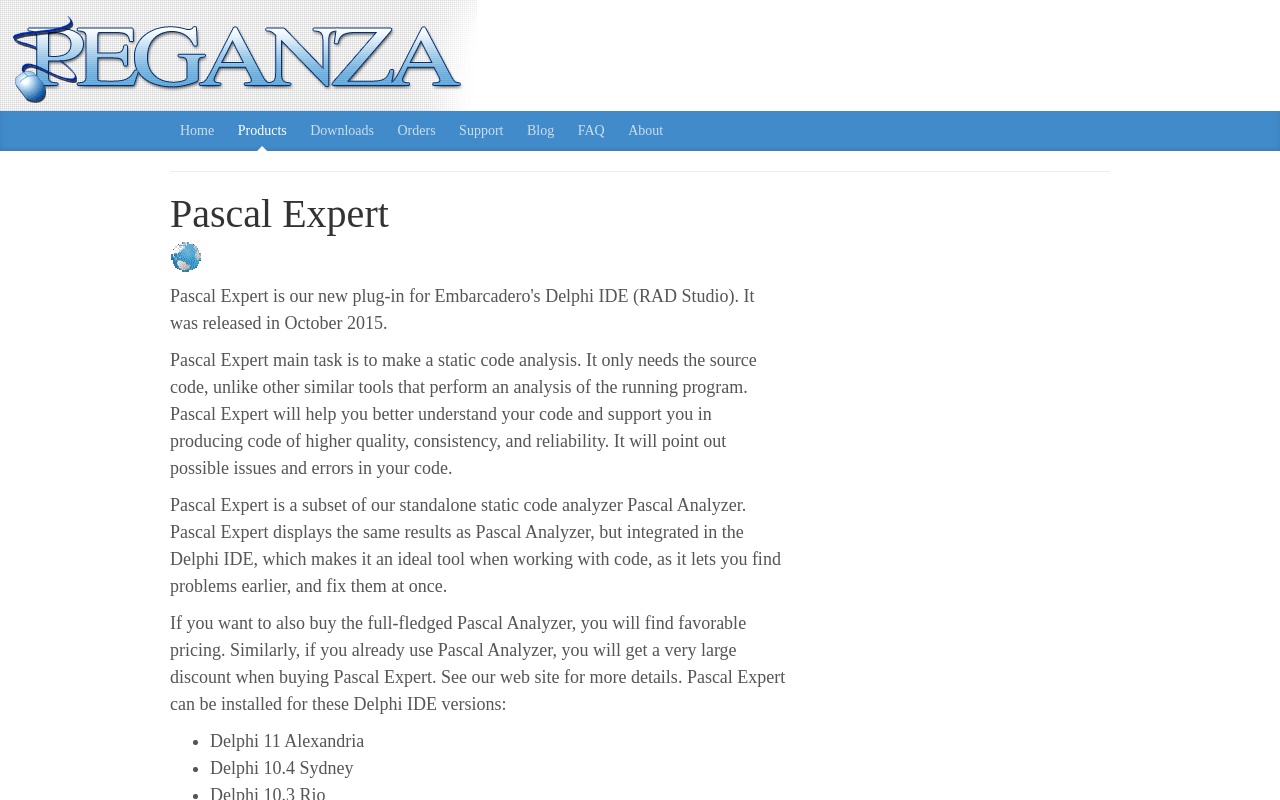 PEGANZA
Home Products Downloads Orders Support Blog FAQ About
Pascal Expert
Pascal Expert is our new plug-in for Embarcadero's Delphi IDE (RAD Studio). It
was released in October 2015.
Pascal Expert main task is to make a static code analysis. It only needs the source
code, unlike other similar tools that perform an analysis of the running program.
Pascal Expert will help you better understand your code and support you in
producing code of higher quality, consistency, and reliability. It will point out
possible issues and errors in your code.
Pascal Expert is a subset of our standalone static code analyzer Pascal Analyzer.
Pascal Expert displays the same results as Pascal Analyzer, but integrated in the
Delphi IDE, which makes it an ideal tool when working with code, as it lets you find
problems earlier, and fix them at once.
If you want to also buy the full-fledged Pascal Analyzer, you will find favorable
pricing. Similarly, if you already use Pascal Analyzer, you will get a very large
discount when buying Pascal Expert. See our web site for more details. Pascal Expert
can be installed for these Delphi IDE versions:
• Delphi 11 Alexandria
• Delphi 10.4 Sydney
• Delphi 10.3 Rio